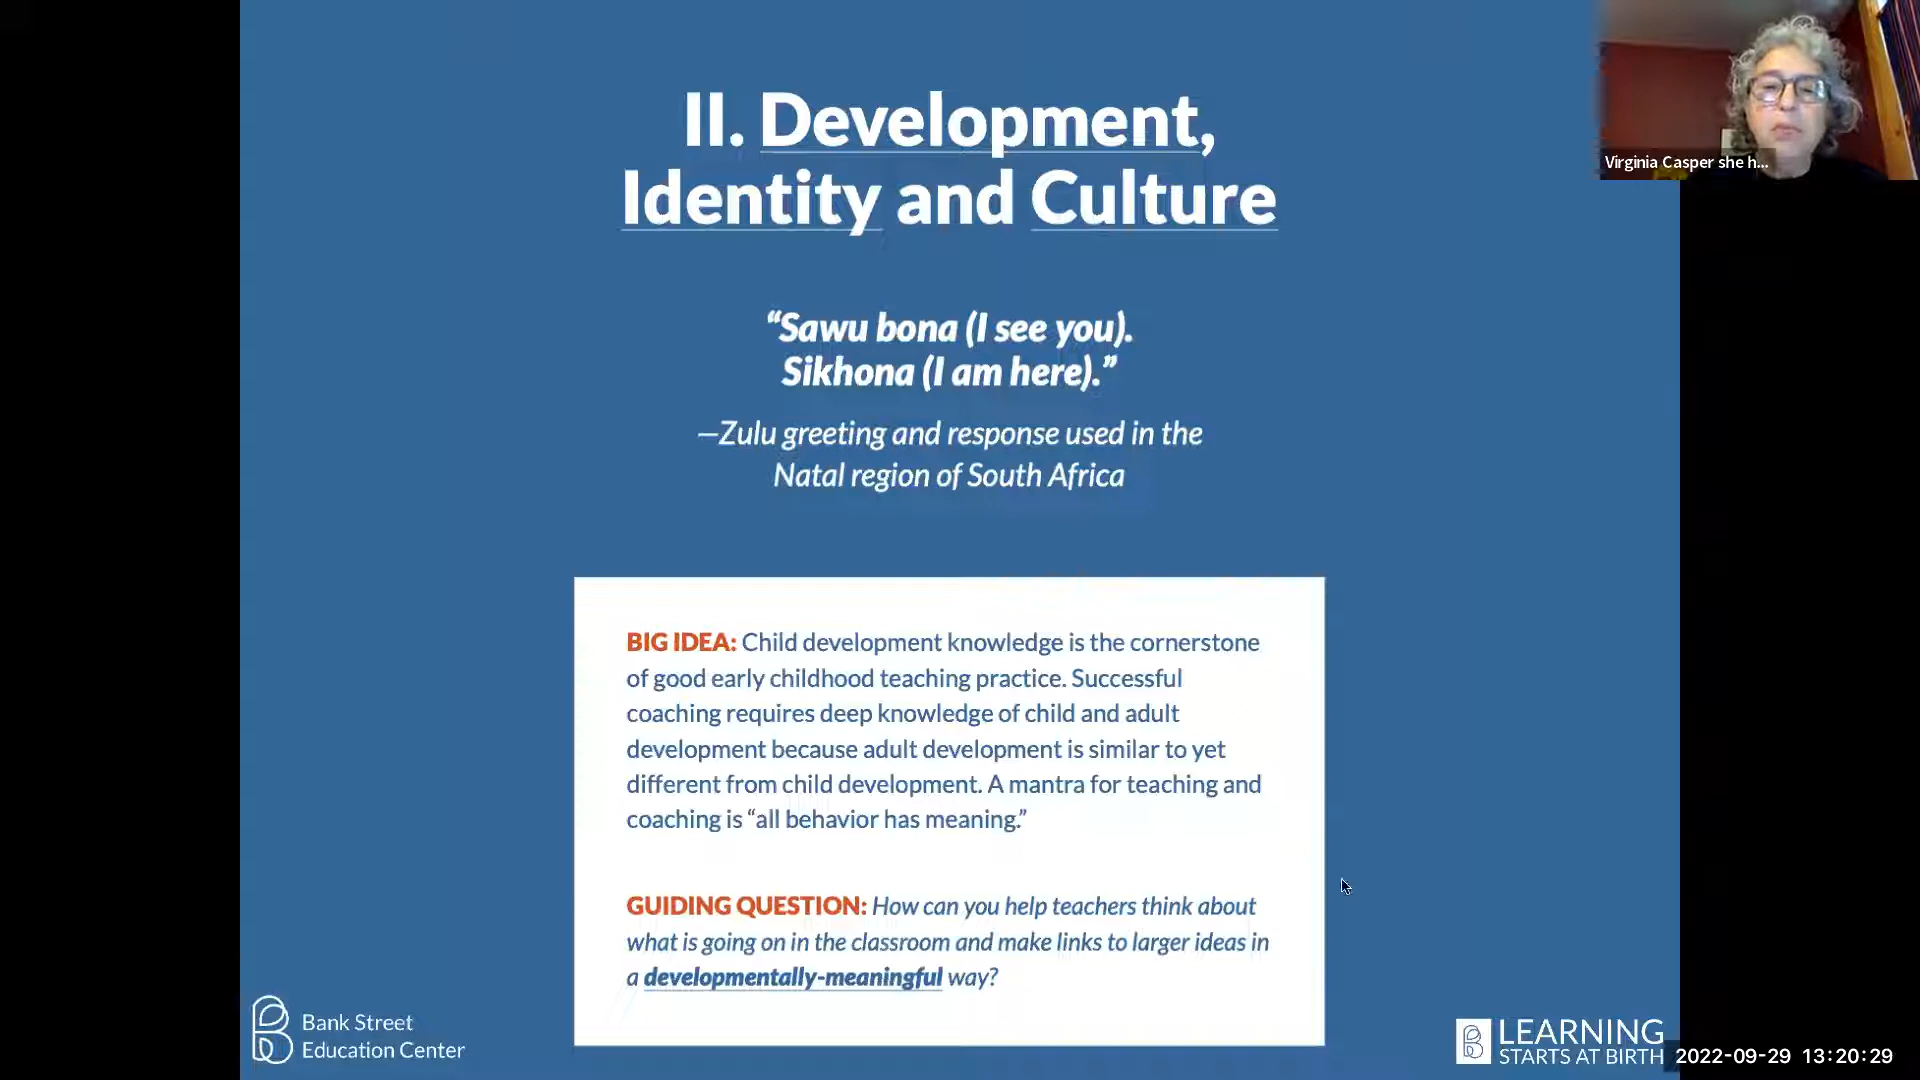 II. Development,
Identity and Culture
“Sawu bona (I see you).
Sikhona (I am here).”
—Zulu greeting and response used in the
Natal region of South Africa
BIG IDEA: Child development knowledge is the cornerstone
of good early childhood teaching practice. Successful
coaching requires deep knowledge of child and adult
development because adult development is similar to yet
different from child development. A mantra for teaching and
coaching is “all behavior has meaning.”
GUIDING QUESTION: How can you help teachers think about
what is going on in the classroom and make links to larger ideas in
a developmentally-meaningful way?
Bank Street
Education Center
LEARNING
STARTS AT BIRTH
Virginia Casper she h...
2022-09-29 13:20:29